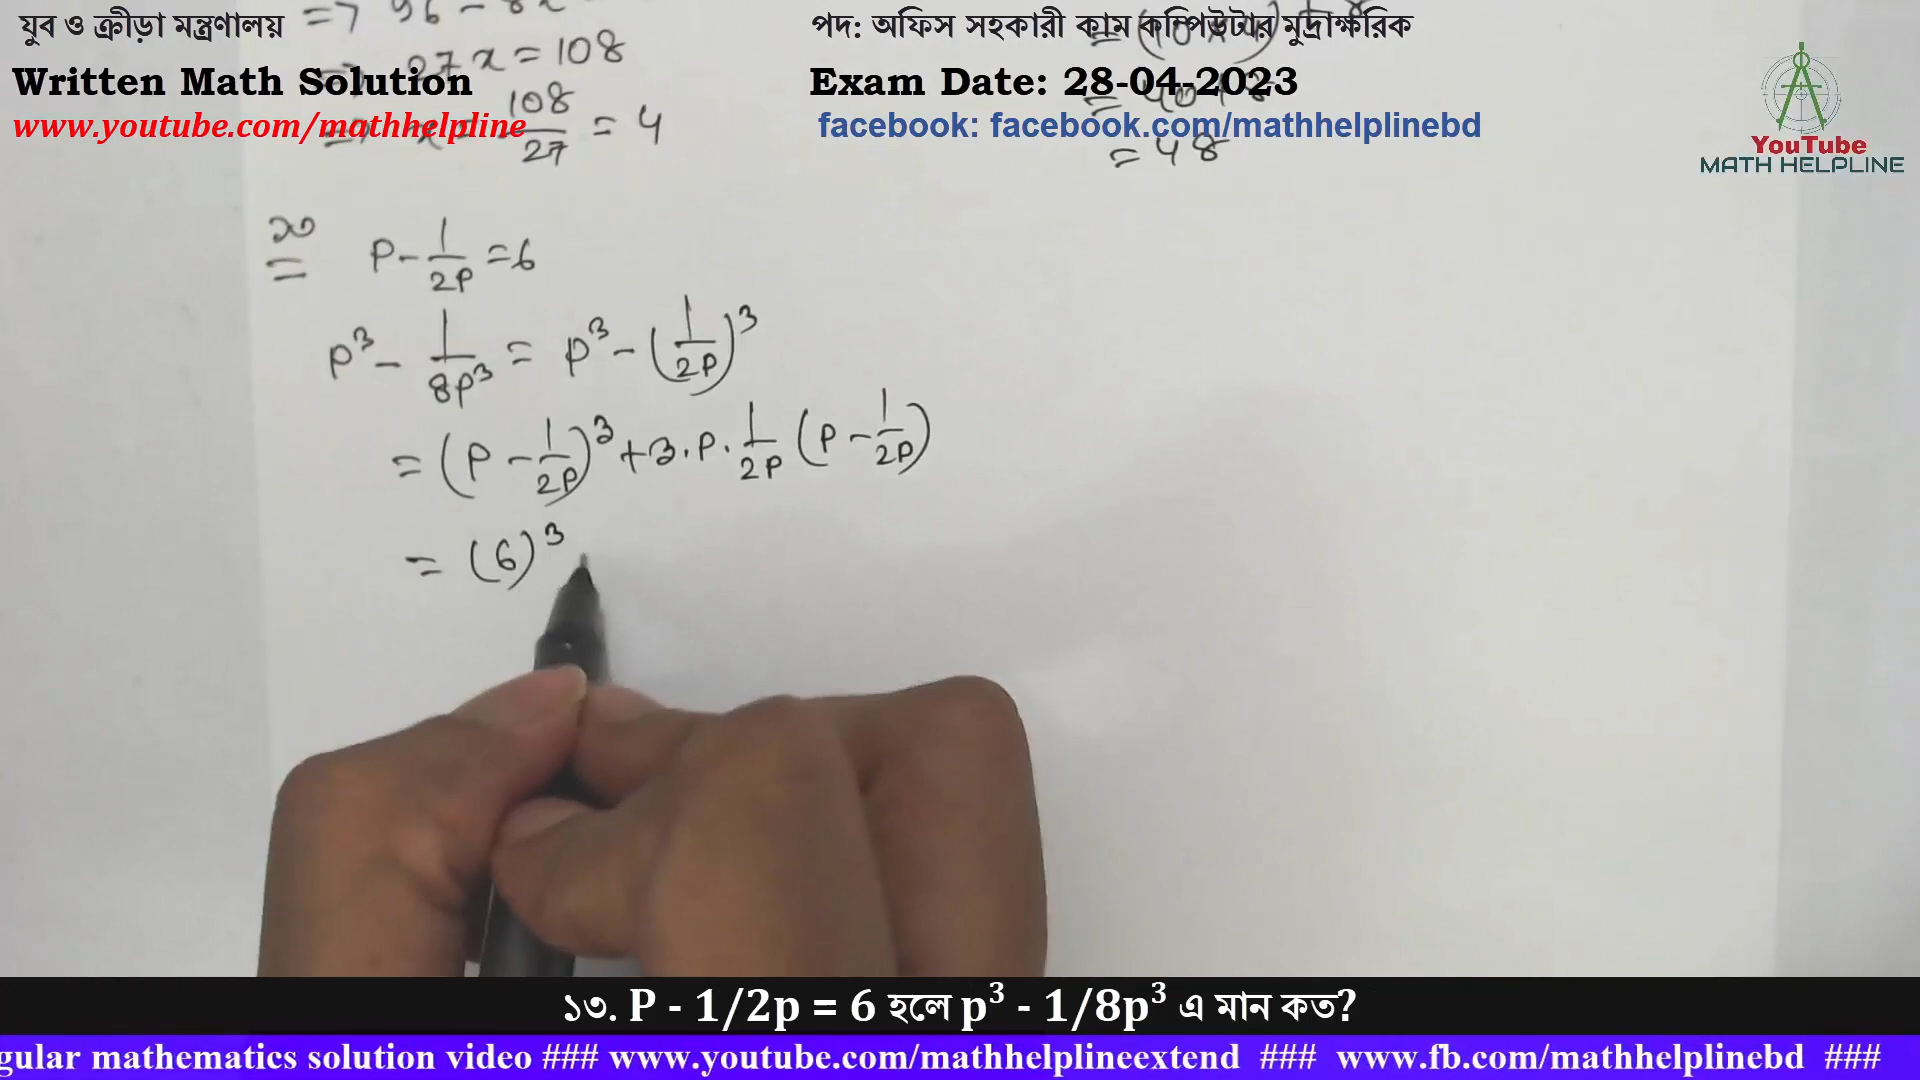 যুব ও ক্রীড়া মন্ত্রণালয়
পদ: অফিস সহকারী কাম কম্পিউটার মুদ্রাক্ষরিক
Written Math Solution
Exam Date: 28-04-2023
www.youtube.com/mathhelpline
facebook: facebook.com/mathhelplinebd
YouTube
MATH HELPLINE
=> 27x = 108
=> x = 108/27 = 4
= 48
১৩
P - 1/2P = 6
P³ - 1/8P³ = P³ - (1/2P)³
= (P - 1/2P)³ + 3.P.1/2P (P - 1/2P)
= (6)³
১৩. P - 1/2p = 6 হলে p³ - 1/8p³ এ মান কত?
gular mathematics solution video ### www.youtube.com/mathhelplineextend ### www.fb.com/mathhelplinebd ###